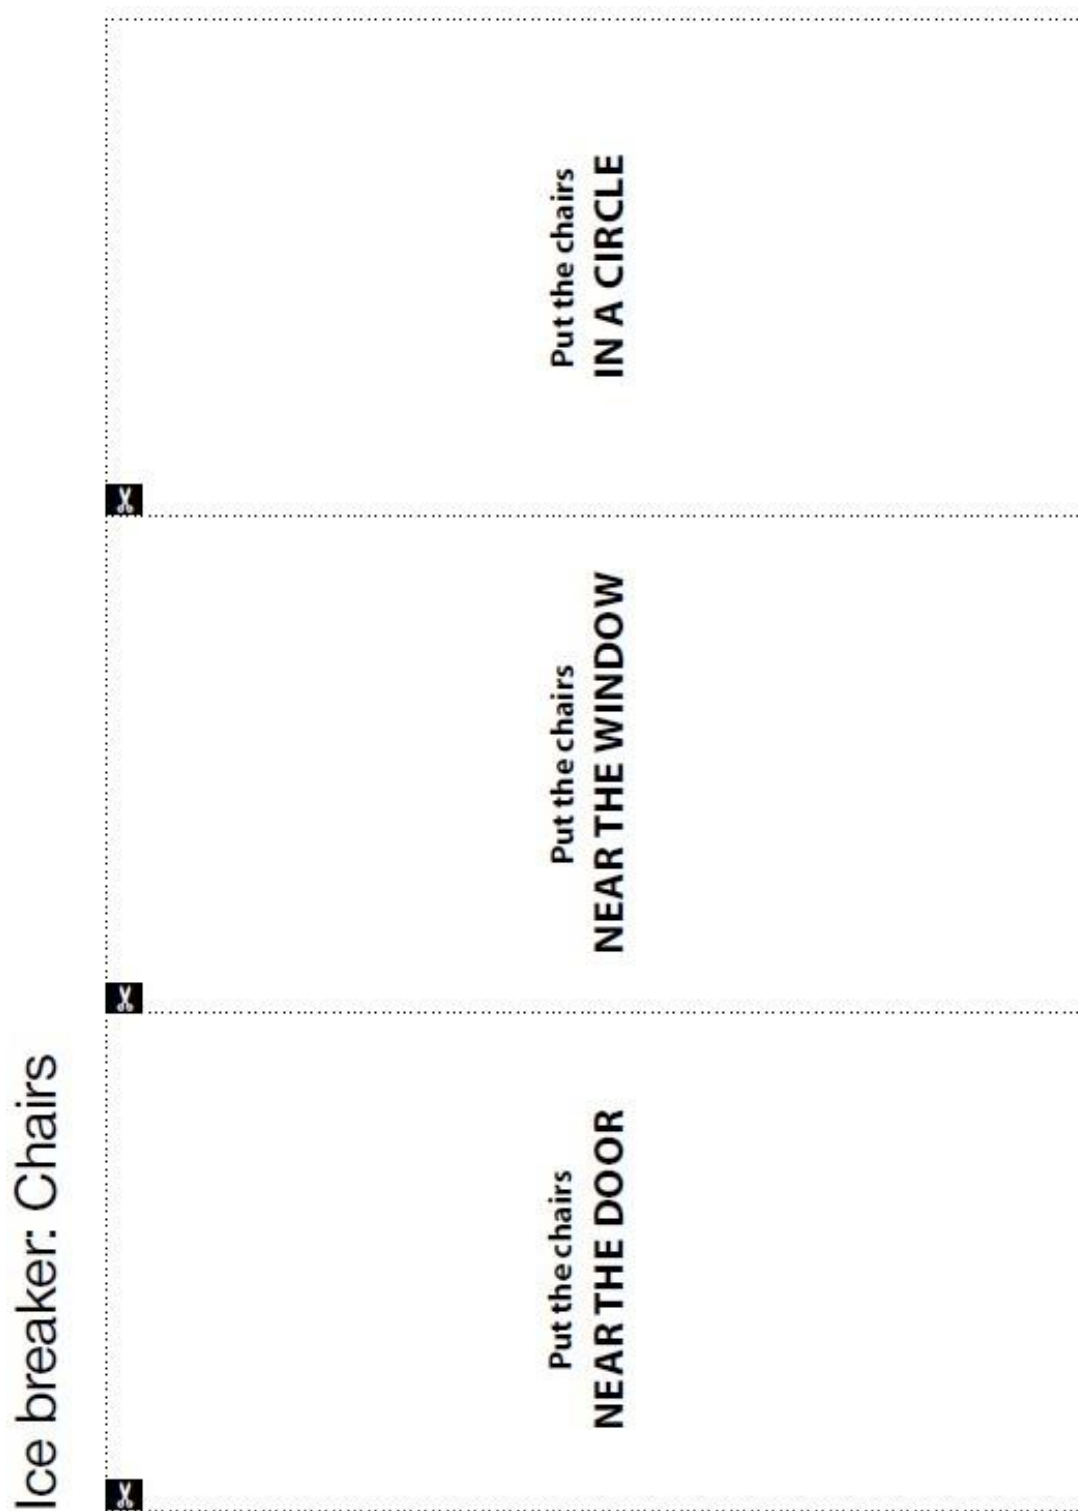 Ice breaker: Chairs
Put the chairs
NEAR THE DOOR
Put the chairs
NEAR THE WINDOW
Put the chairs
IN A CIRCLE